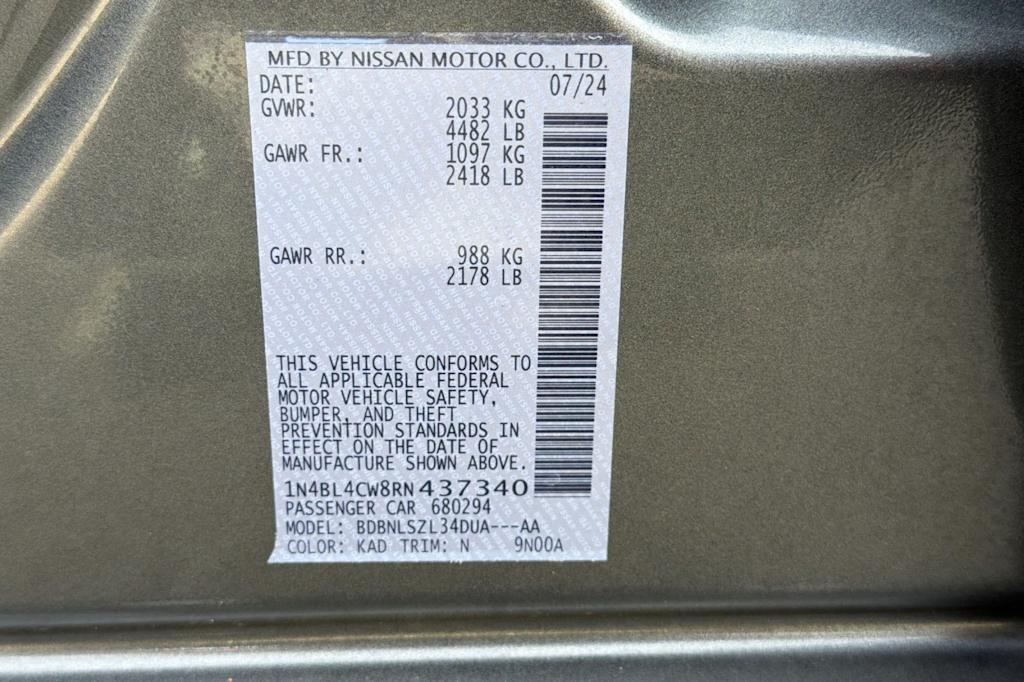 MFD BY NISSAN MOTOR CO., LTD.
DATE: 07/24
GVWR: 2033 KG
4482 LB
GAWR FR.: 1097 KG
2418 LB
GAWR RR.: 988 KG
2178 LB
THIS VEHICLE CONFORMS TO
ALL APPLICABLE FEDERAL
MOTOR VEHICLE SAFETY,
BUMPER, AND THEFT
PREVENTION STANDARDS IN
EFFECT ON THE DATE OF
MANUFACTURE SHOWN ABOVE.
1N4BL4CW8RN437340
PASSENGER CAR 680294
MODEL: BDBNLSZL34DUA---AA
COLOR: KAD TRIM: N 9N00A